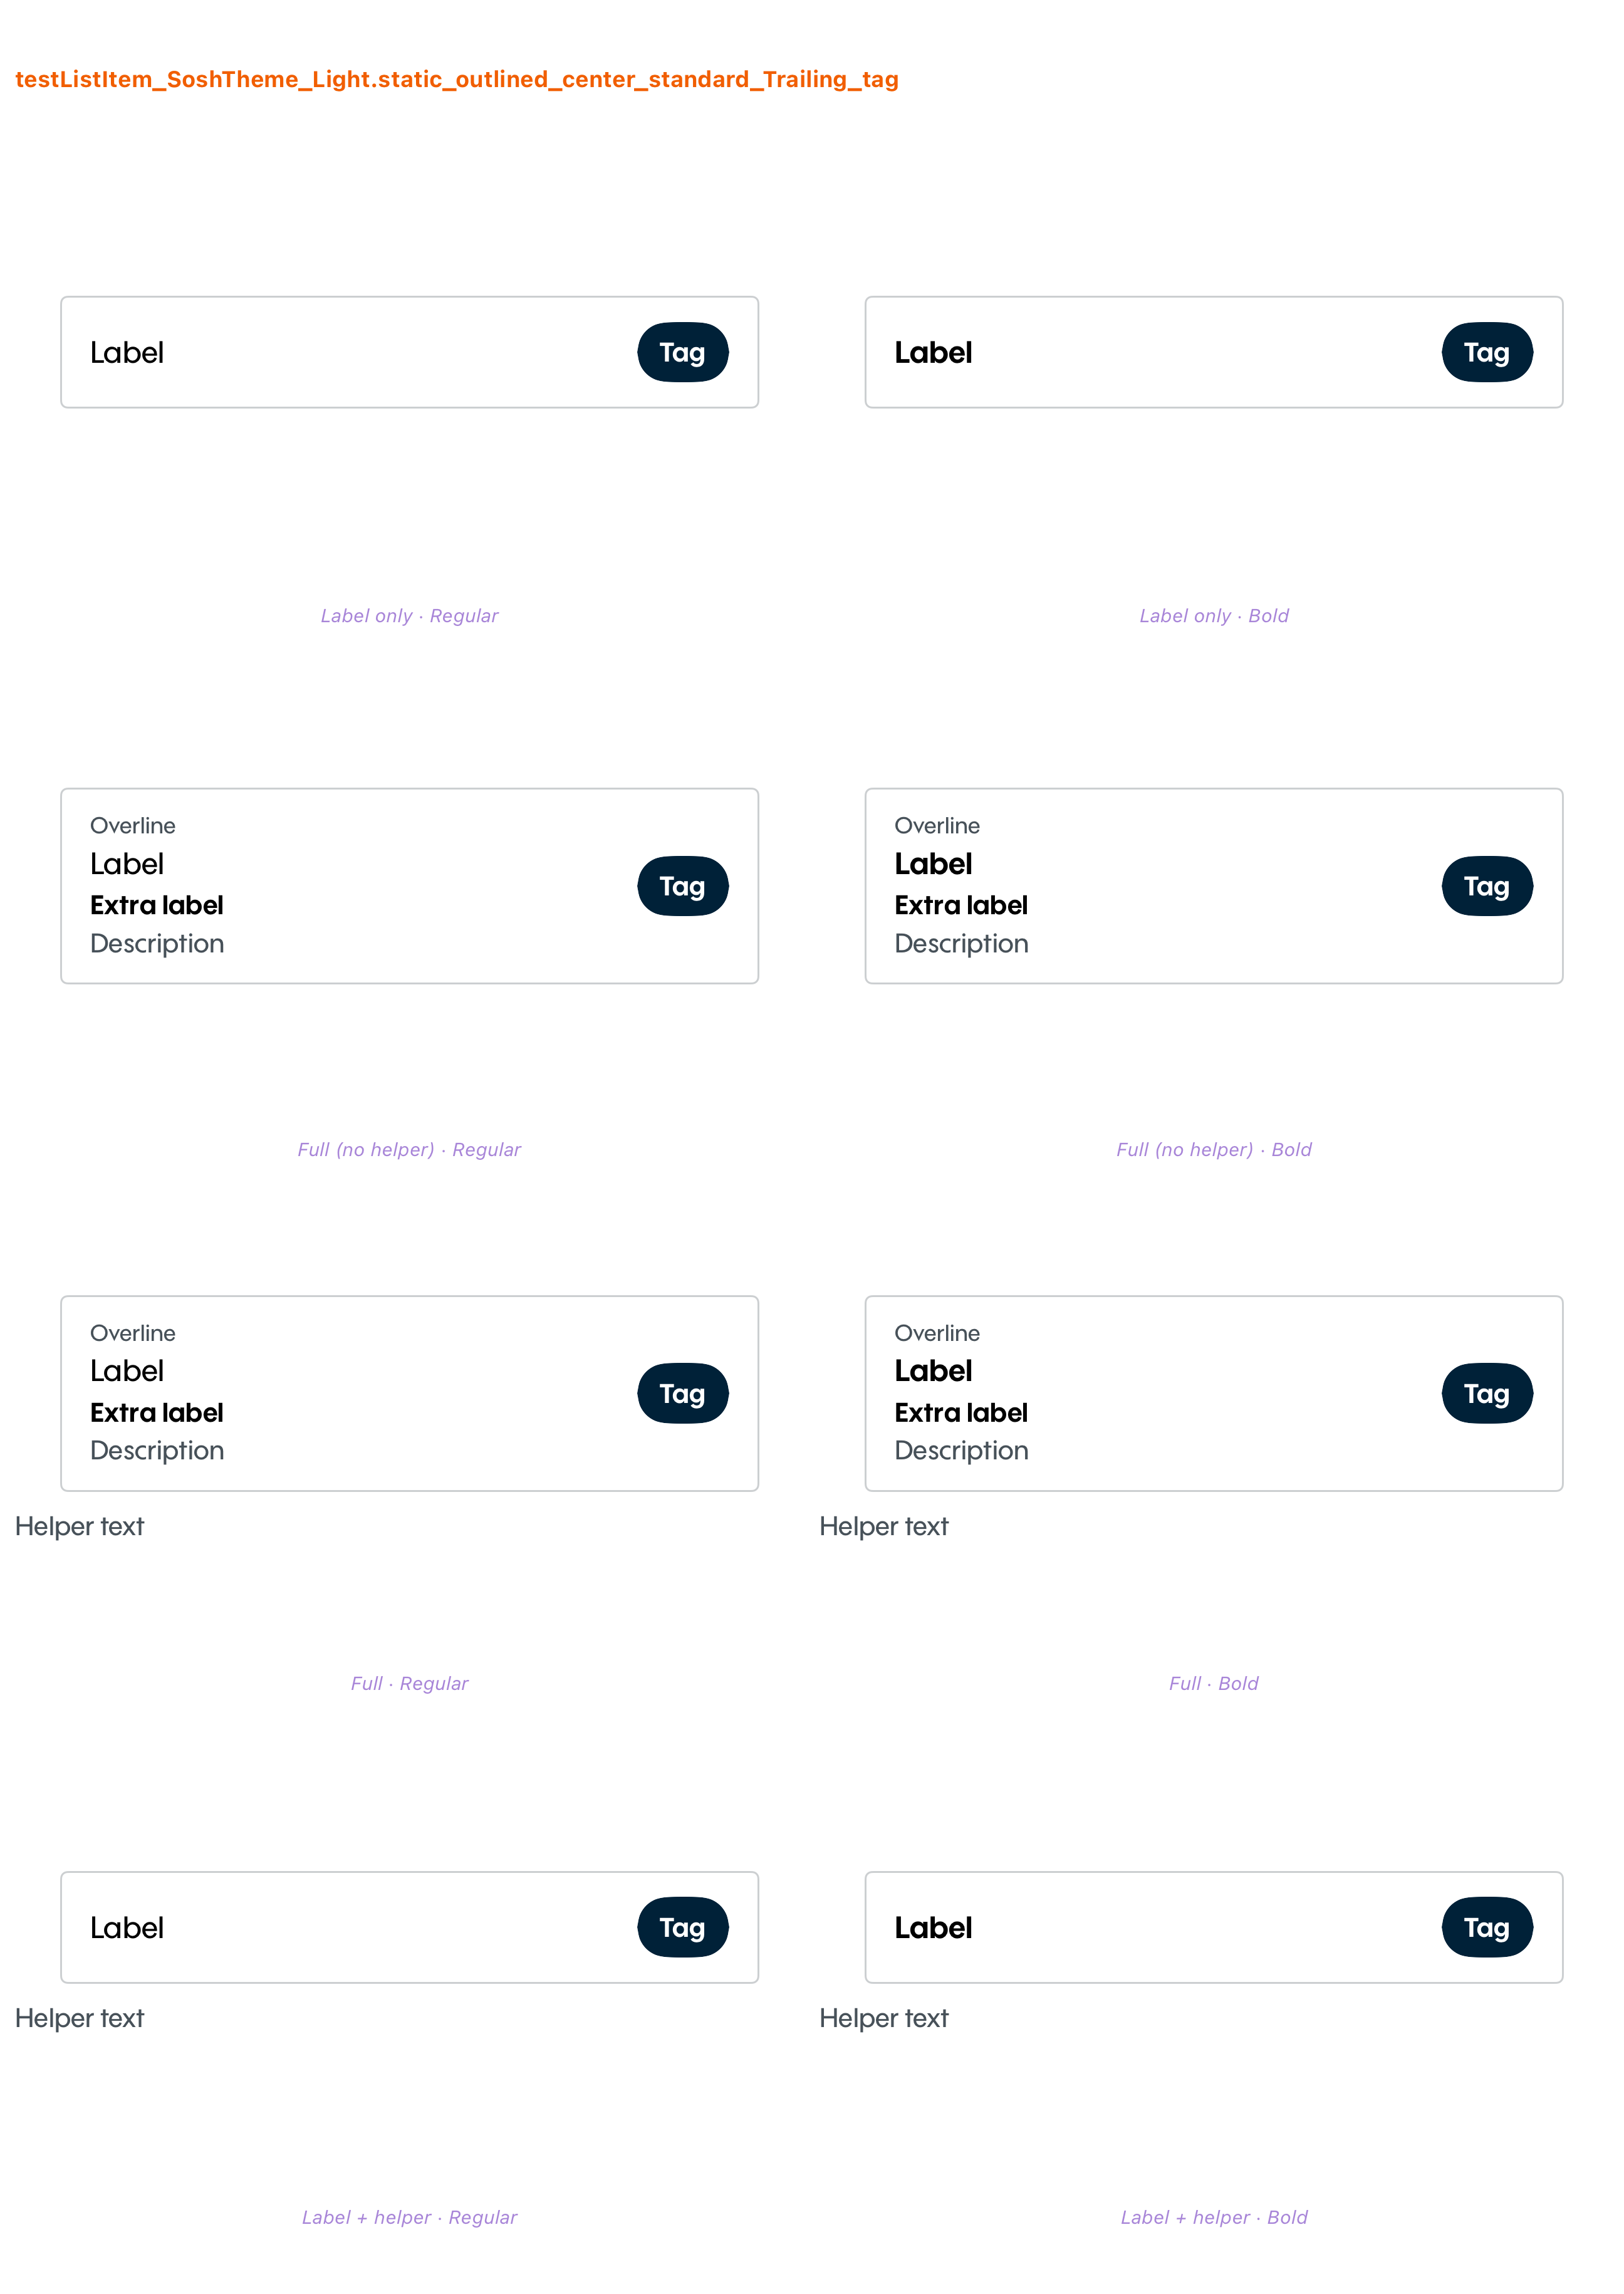 testListItem_SoshTheme_Light.static_outlined_center_standard_Trailing_tag
Label Tag
Label Tag
Label only · Regular
Label only · Bold
Overline
Label
Extra label
Description
Tag
Overline
Label
Extra label
Description
Tag
Full (no helper) · Regular
Full (no helper) · Bold
Overline
Label
Extra label
Description
Tag
Helper text
Overline
Label
Extra label
Description
Tag
Helper text
Full · Regular
Full · Bold
Label Tag
Helper text
Label Tag
Helper text
Label + helper · Regular
Label + helper · Bold